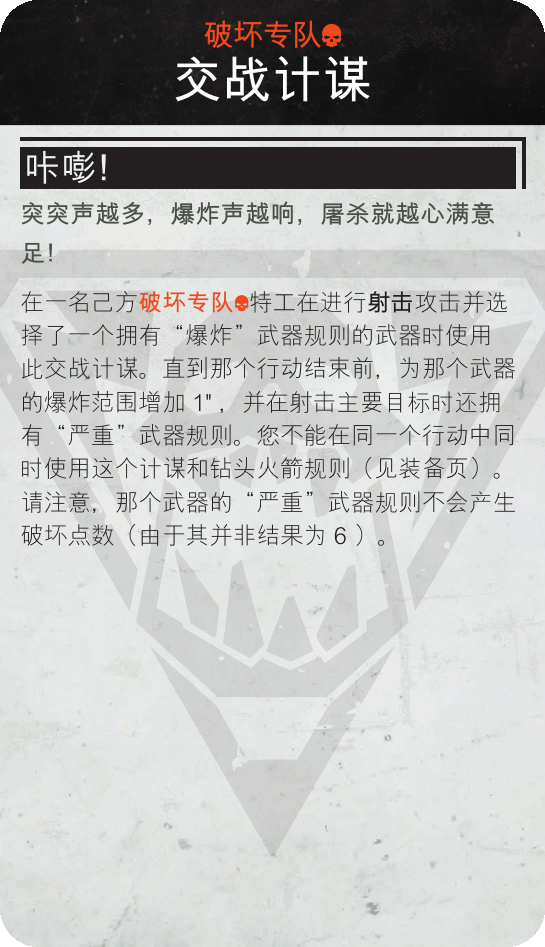 破坏专队
交战计谋
咔嘭！
突突声越多，爆炸声越响，屠杀就越心满意
足！
在一名己方破坏专队特工在进行射击攻击并选
择了一个拥有“爆炸”武器规则的武器时使用
此交战计谋。直到那个行动结束前，为那个武器
的爆炸范围增加 1"，并在射击主要目标时还拥
有“严重”武器规则。您不能在同一个行动中同
时使用这个计谋和钻头火箭规则（见装备页）。
请注意，那个武器的“严重”武器规则不会产生
破坏点数（由于其并非结果为 6 ）。